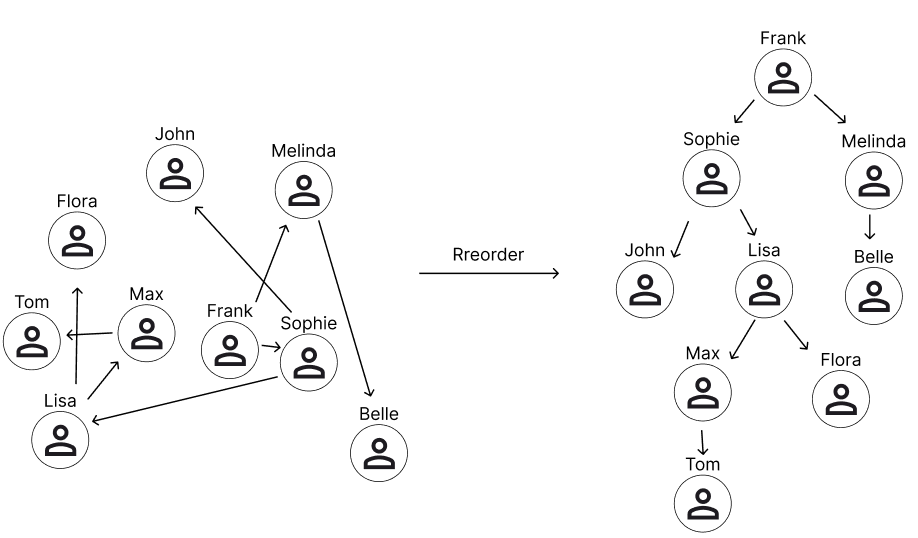 John
Melinda
Flora
Tom
Max
Frank
Sophie
Lisa
Belle
Rreorder
Frank
Sophie
Melinda
John
Lisa
Belle
Max
Flora
Tom